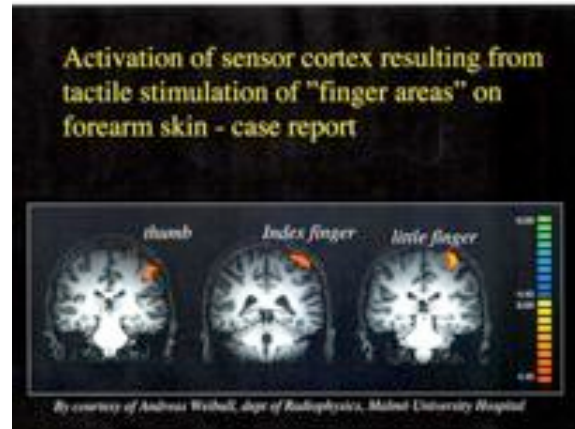 Activation of sensor cortex resulting from
tactile stimulation of "finger areas" on
forearm skin - case report
thumb
Index finger
little finger
By courtesy of Andreas Weibull, dept of Radiophysics, Malmö University Hospital